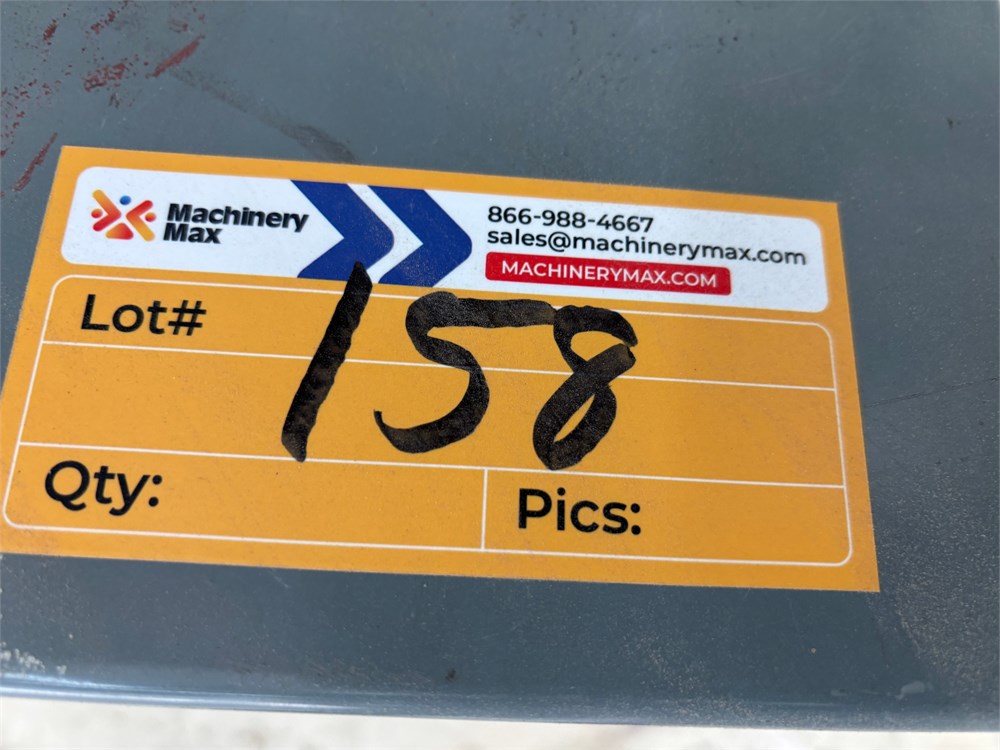 Machinery
Max
866-988-4667
sales@machinerymax.com
MACHINERYMAX.COM
Lot# 158
Qty:
Pics: